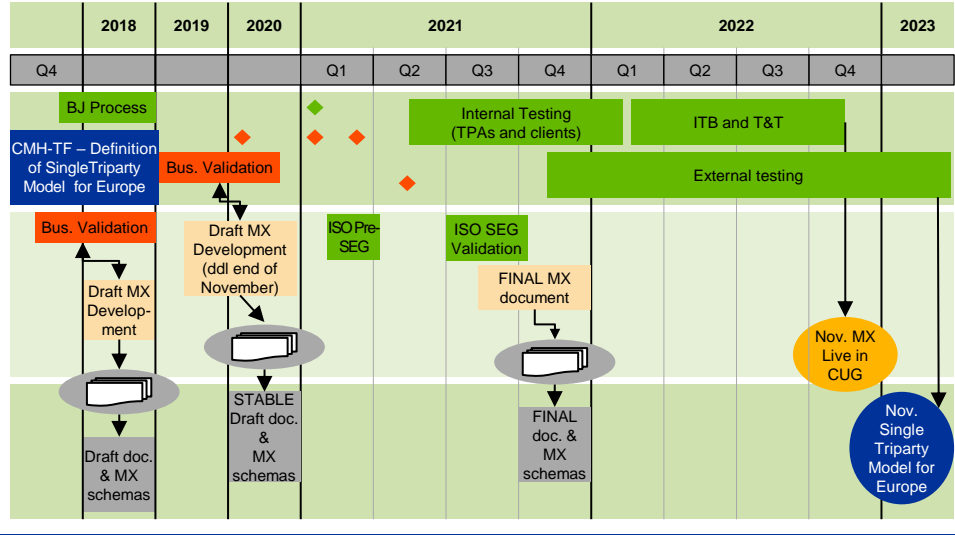 2018 2019 2020 2021 2022 2023
Q4 Q1 Q2 Q3 Q4 Q1 Q2 Q3 Q4
BJ Process
CMH-TF – Definition
of SingleTriparty
Model for Europe
Bus. Validation
Internal Testing
(TPAs and clients)
ITB and T&T
External testing
Bus. Validation
Draft MX
Develop-
ment
Draft MX
Development
(ddl end of
November)
ISO Pre-
SEG
ISO SEG
Validation
FINAL MX
document
Nov. MX
Live in
CUG
Draft doc.
& MX
schemas
STABLE
Draft doc.
&
MX
schemas
FINAL
doc. &
MX
schemas
Nov.
Single
Triparty
Model for
Europe